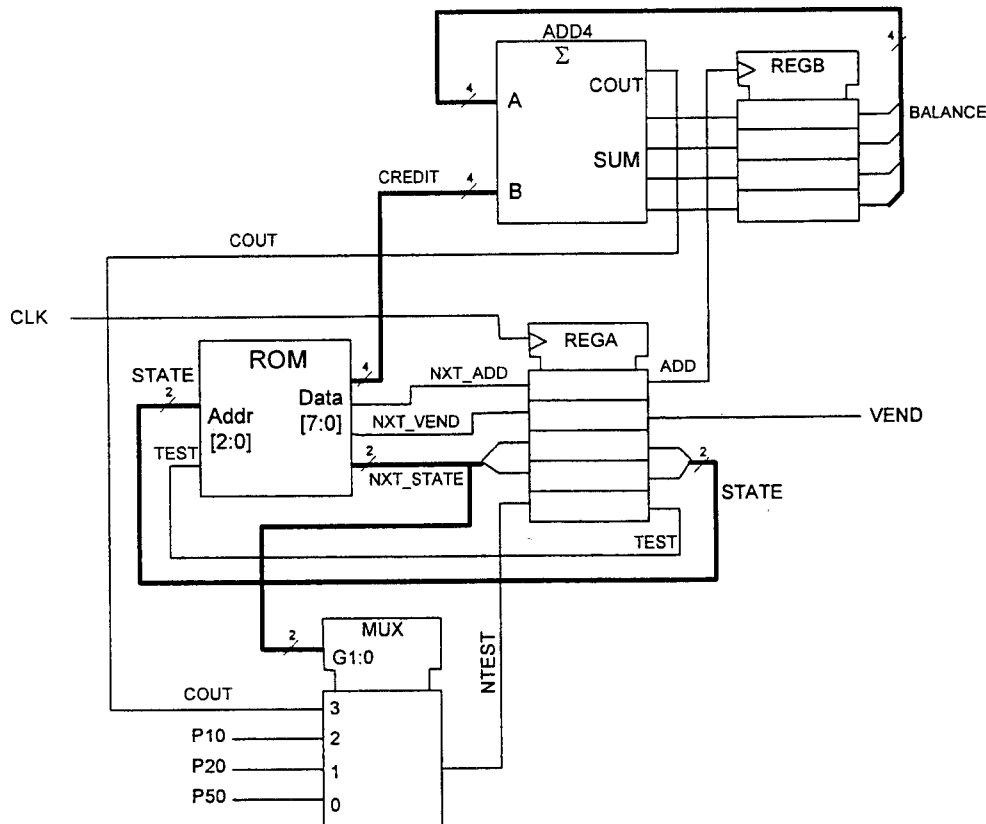 ADD4
Σ
4
REGB
COUT
4
A
BALANCE
SUM
CREDIT
4
B
COUT
CLK
REGA
ROM
STATE
4
NXT_ADD
ADD
2
Data
Addr
[7:0]
NXT_VEND
VEND
[2:0]
TEST
2
NXT_STATE
2
STATE
TEST
MUX
2
G1:0
NTEST
COUT
3
P10
2
P20
1
P50
0